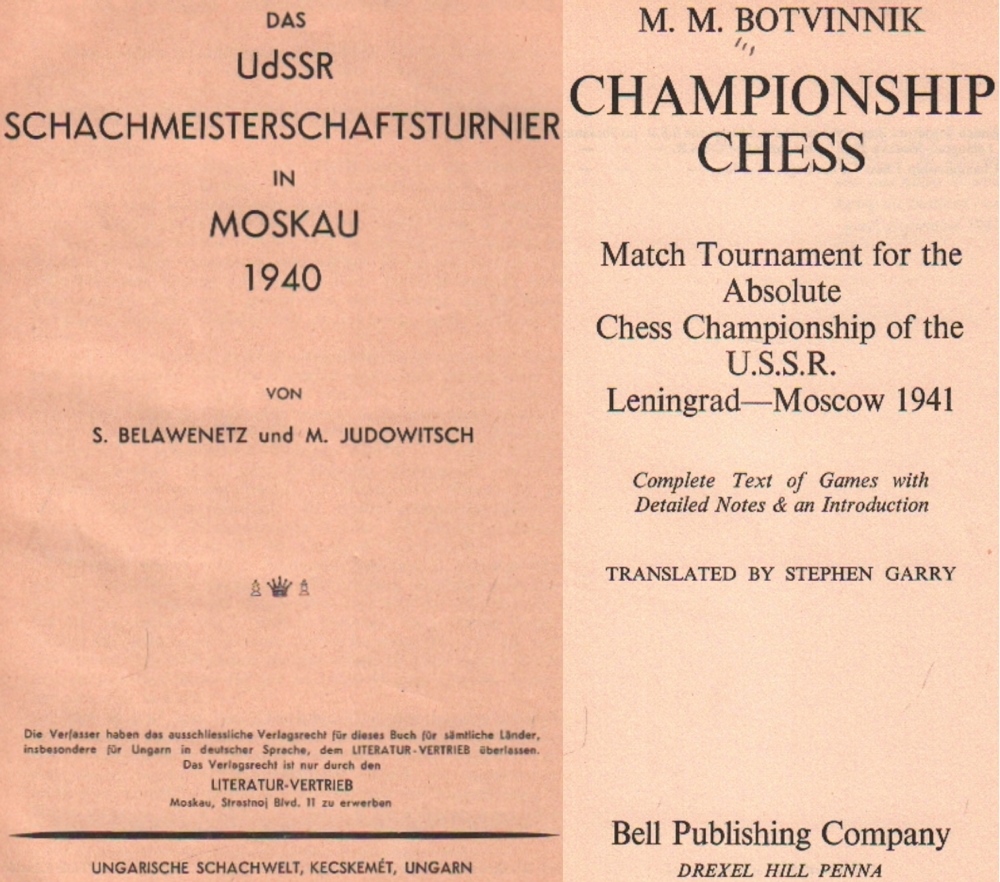 DAS
UdSSR
SCHACHMEISTERSCHAFTSTURNIER
IN
MOSKAU
1940
VON
S. BELAWENETZ und M. JUDOWITSCH
Die Verfasser haben das ausschliessliche Verlagsrecht für dieses Buch für sämtliche Länder,
insbesondere für Ungarn in deutscher Sprache, dem LITERATUR-VERTRIEB überlassen.
Das Verlagsrecht ist nur durch den
LITERATUR-VERTRIEB
Moskau, Strastnoj Blvd. 11 zu erwerben
UNGARISCHE SCHACHWELT, KECSKEMÉT, UNGARN
M. M. BOTVINNIK
CHAMPIONSHIP
CHESS
Match Tournament for the
Absolute
Chess Championship of the
U.S.S.R.
Leningrad—Moscow 1941
Complete Text of Games with
Detailed Notes & an Introduction
TRANSLATED BY STEPHEN GARRY
Bell Publishing Company
DREXEL HILL PENNA